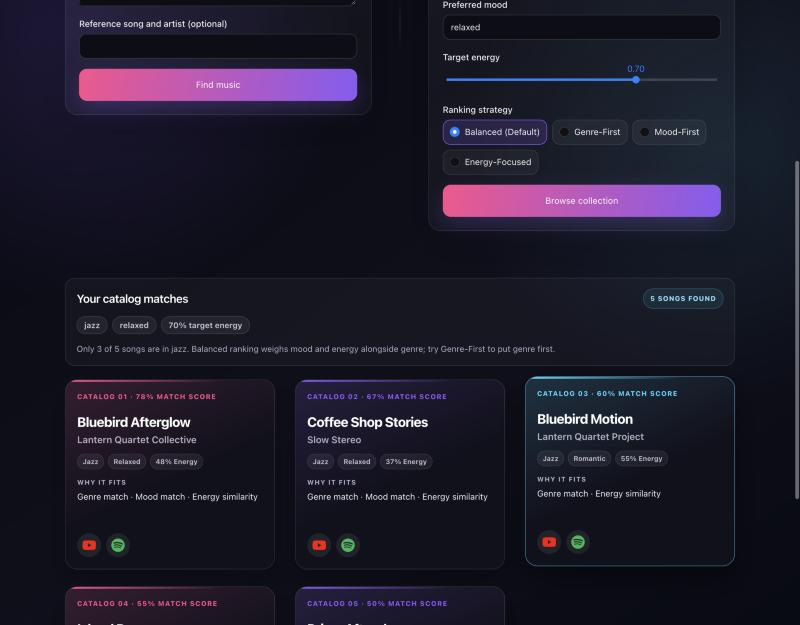 Reference song and artist (optional)
Find music
Preferred mood
relaxed
Target energy
0.70
Ranking strategy
Balanced (Default)
Genre-First
Mood-First
Energy-Focused
Browse collection
Your catalog matches
5 SONGS FOUND
jazz
relaxed
70% target energy
Only 3 of 5 songs are in jazz. Balanced ranking weighs mood and energy alongside genre; try Genre-First to put genre first.
CATALOG 01 · 78% MATCH SCORE
Bluebird Afterglow
Lantern Quartet Collective
Jazz
Relaxed
48% Energy
WHY IT FITS
Genre match · Mood match · Energy similarity
CATALOG 02 · 67% MATCH SCORE
Coffee Shop Stories
Slow Stereo
Jazz
Relaxed
37% Energy
WHY IT FITS
Genre match · Mood match · Energy similarity
CATALOG 03 · 60% MATCH SCORE
Bluebird Motion
Lantern Quartet Project
Jazz
Romantic
55% Energy
WHY IT FITS
Genre match · Energy similarity
CATALOG 04 · 55% MATCH SCORE
CATALOG 05 · 50% MATCH SCORE